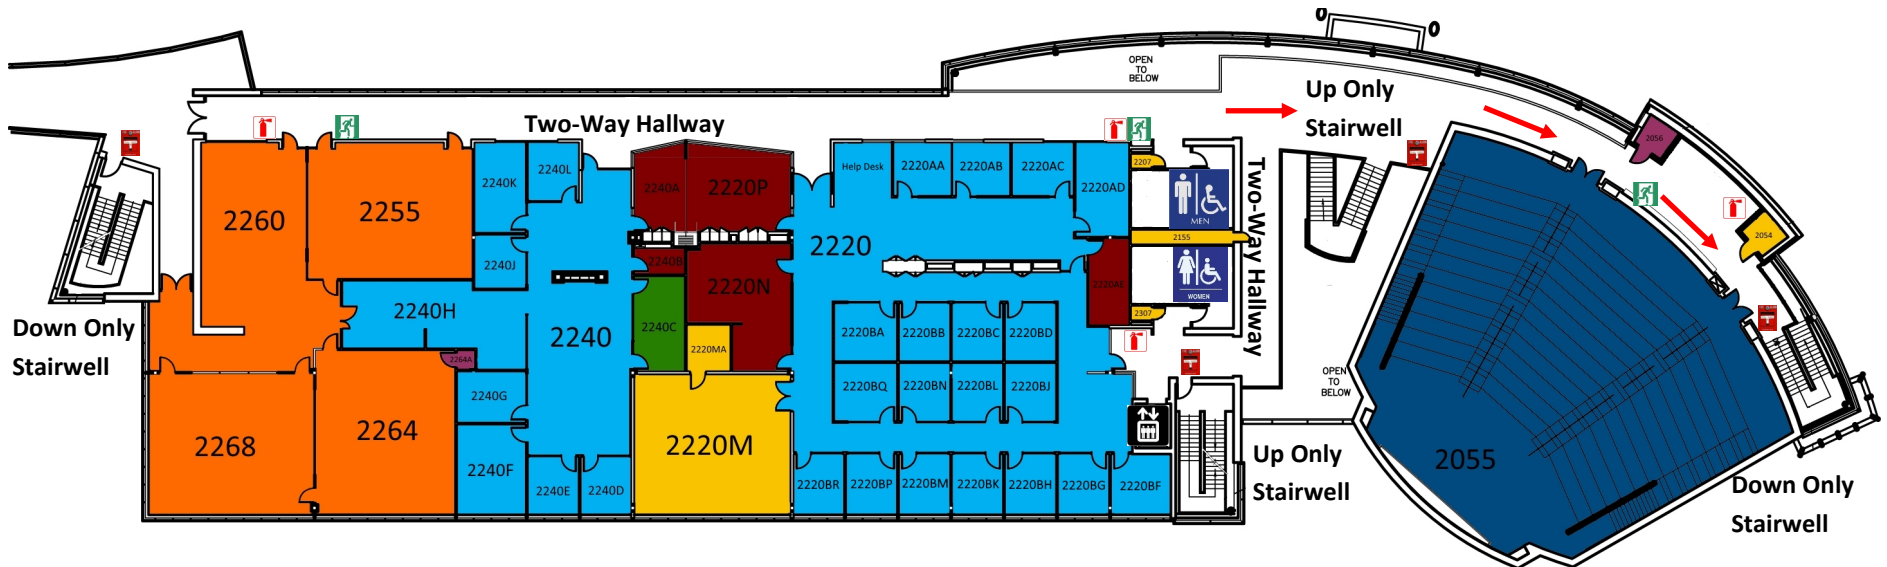 OPEN
TO
BELOW
Up Only
Stairwell
Two-Way Hallway
2056
2240K
2240L
2240A
2220P
Help Desk
2220AA
2220AB
2220AC
2220AD
2207
MEN
Two-Way Hallway
2260
2255
2220
2155
2054
2240J
2240B
2220N
2220AE
WOMEN
2240H
2240
2240C
2220MA
2220BA
2220BB
2220BC
2220BD
2307
Down Only
Stairwell
2264A
2240G
2220BQ
2220BN
2220BL
2220BJ
OPEN
TO
BELOW
2268
2264
2240F
2220M
2055
2240E
2240D
2220BR
2220BP
2220BM
2220BK
2220BH
2220BG
2220BF
Up Only
Stairwell
Down Only
Stairwell